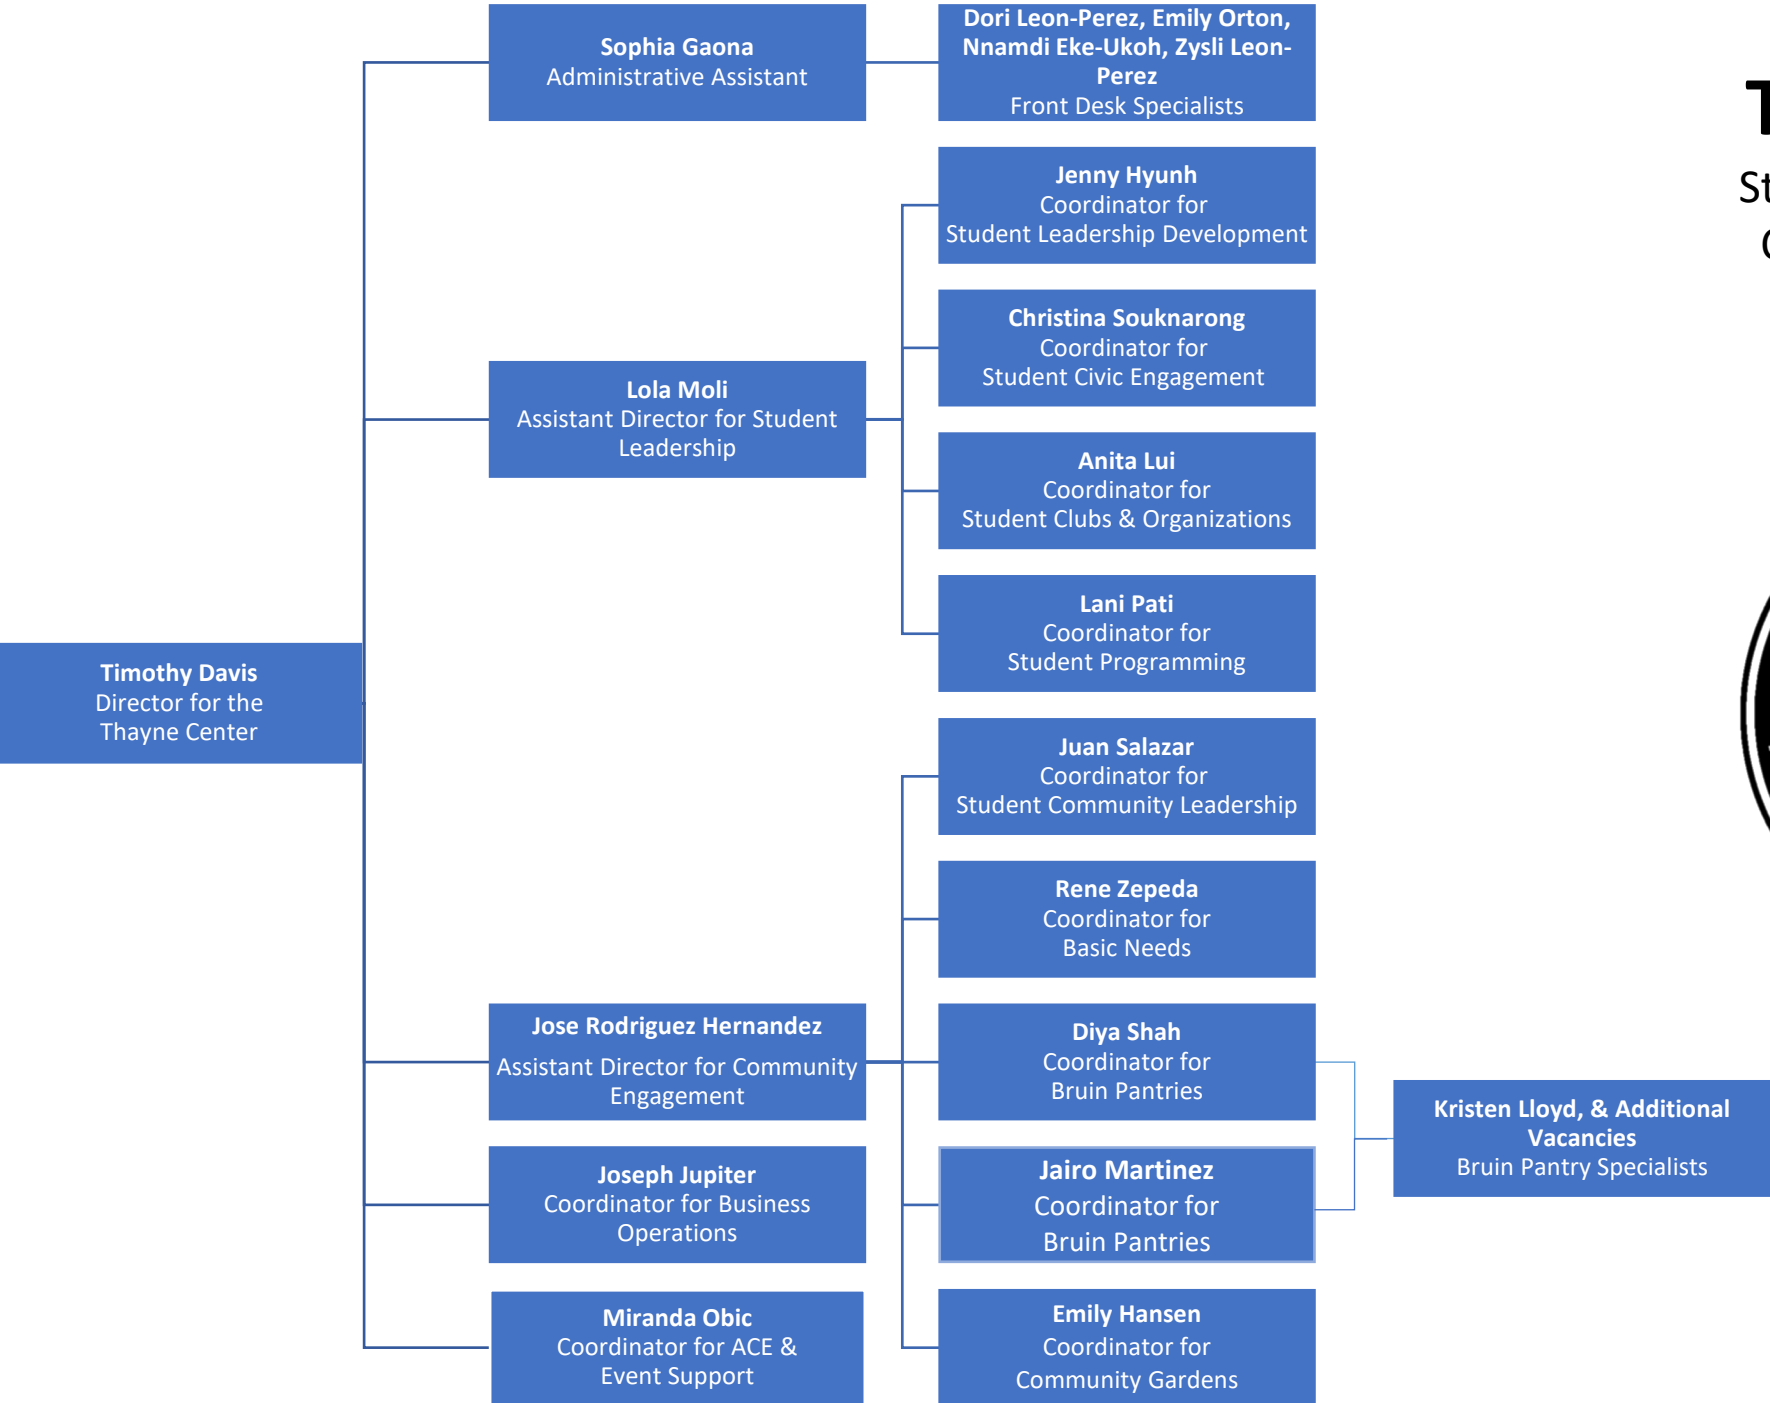 Sophia Gaona
Administrative Assistant
Dori Leon-Perez, Emily Orton,
Nnamdi Eke-Ukoh, Zysli Leon-
Perez
Front Desk Specialists
Jenny Hyunh
Coordinator for
Student Leadership Development
Christina Souknarong
Coordinator for
Student Civic Engagement
Lola Moli
Assistant Director for Student
Leadership
Anita Lui
Coordinator for
Student Clubs & Organizations
Lani Pati
Coordinator for
Student Programming
Timothy Davis
Director for the
Thayne Center
Juan Salazar
Coordinator for
Student Community Leadership
Rene Zepeda
Coordinator for
Basic Needs
Jose Rodriguez Hernandez
Assistant Director for Community
Engagement
Diya Shah
Coordinator for
Bruin Pantries
Kristen Lloyd, & Additional
Vacancies
Bruin Pantry Specialists
Joseph Jupiter
Coordinator for Business
Operations
Jairo Martinez
Coordinator for
Bruin Pantries
Miranda Obic
Coordinator for ACE &
Event Support
Emily Hansen
Coordinator for
Community Gardens